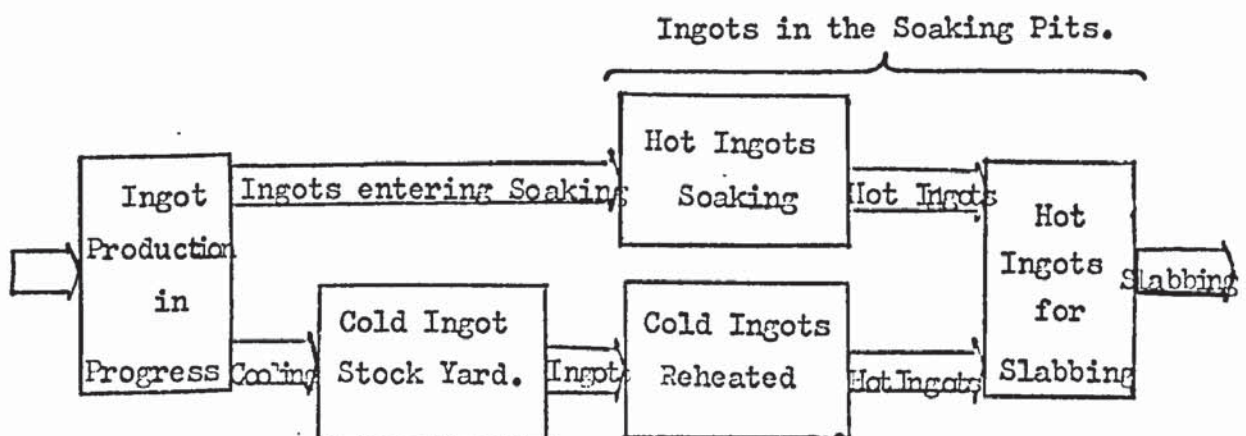 Ingots in the Soaking Pits.
Ingot
Production
in
Progress
Ingots entering Soaking
Hot Ingots
Soaking
Hot Ingots
Cooling
Cold Ingot
Stock Yard.
Ingot
Cold Ingots
Reheated
Hot Ingots
Hot
Ingots
for
Slabbing
Slabbing